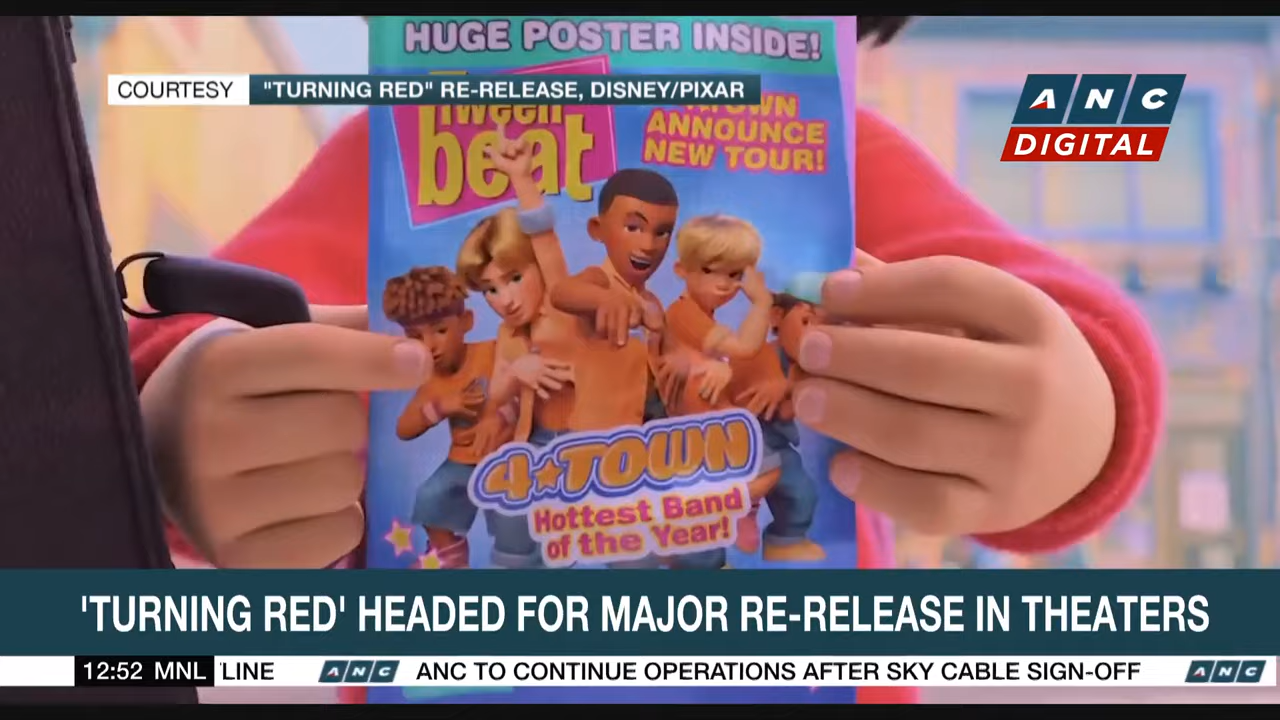 HUGE POSTER INSIDE!
COURTESY "TURNING RED" RE-RELEASE, DISNEY/PIXAR
ANC
DIGITAL
Tween
beat
ANNOUNCE
NEW TOUR!
4★TOWN
Hottest Band
of the Year!
'TURNING RED' HEADED FOR MAJOR RE-RELEASE IN THEATERS
12:52 MNL LINE ANC ANC TO CONTINUE OPERATIONS AFTER SKY CABLE SIGN-OFF ANC